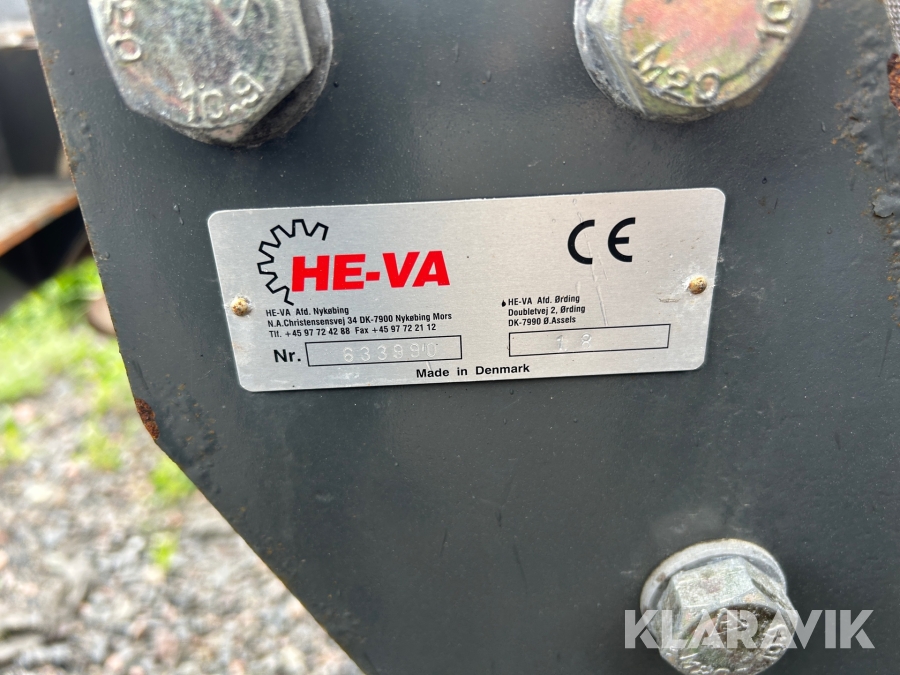 10.9
M20
10
HE-VA
CE
HE-VA Afd. Nykøbing
N.A.Christensensvej 34 DK-7900 Nykøbing Mors
Tlf. +45 97 72 42 88 Fax +45 97 72 21 12
HE-VA Afd. Ørding
Doubletvej 2, Ørding
DK-7990 Ø.Assels
Nr. 633990
18
Made in Denmark
KLARAVIK